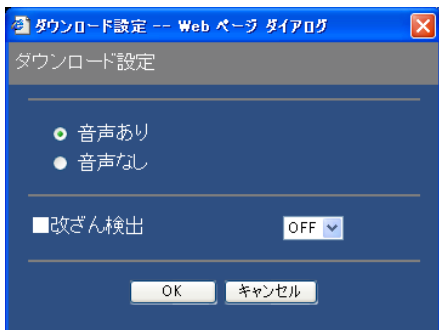 ダウンロード設定 -- Web ページ ダイアログ
ダウンロード設定
音声あり
音声なし
■改ざん検出 OFF
OK キャンセル